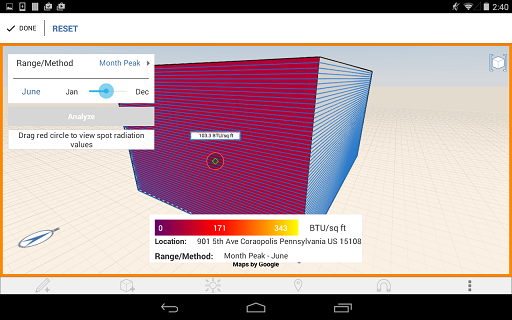 2:40
DONE RESET
Range/Method Month Peak
June Jan Dec
Analyze
Drag red circle to view spot radiation
values
103.3 BTU/sq ft
0 171 343 BTU/sq ft
Location: 901 5th Ave Coraopolis Pennsylvania US 15108
Range/Method: Month Peak - June
Maps by Google